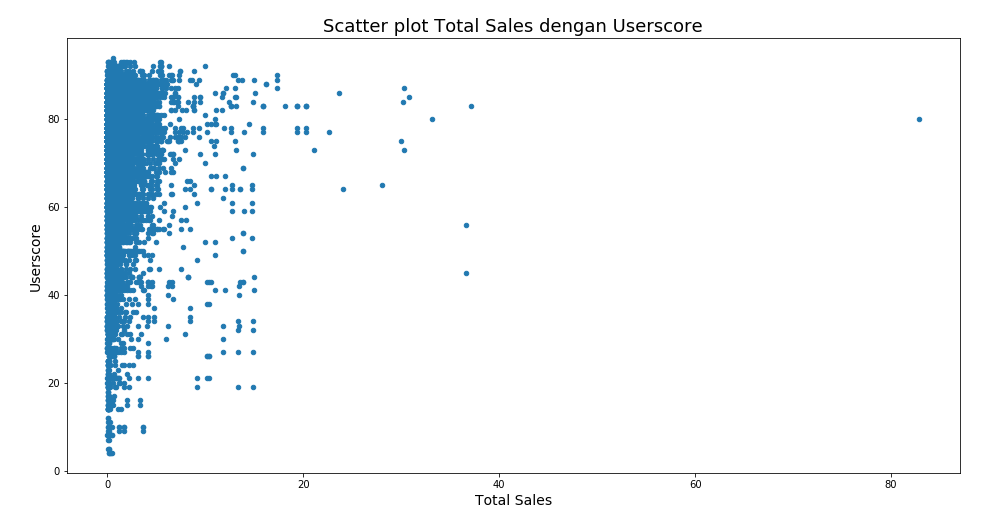 Scatter plot Total Sales dengan Userscore
Userscore
80
60
40
20
0
0 20 40 60 80
Total Sales